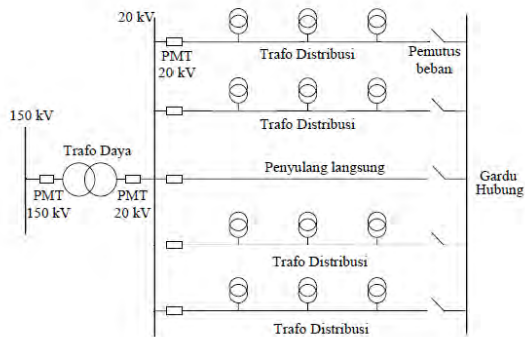 20 kV
PMT
20 kV
Trafo Distribusi
Pemutus
beban
150 kV
Trafo Daya
Trafo Distribusi
PMT
150 kV
PMT
20 kV
Penyulang langsung
Gardu
Hubung
Trafo Distribusi
Trafo Distribusi